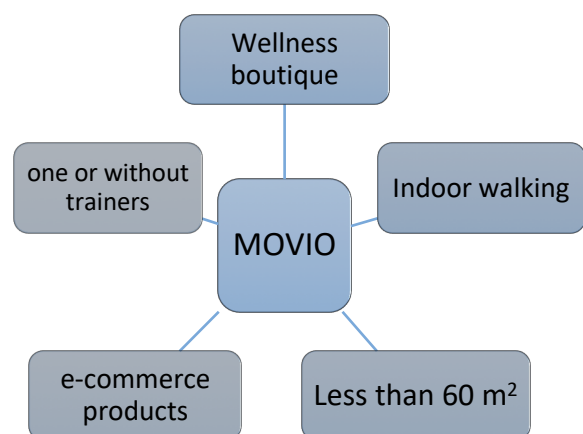 Wellness
boutique
one or without
trainers
Indoor walking
MOVIO
e-commerce
products
Less than 60 m²